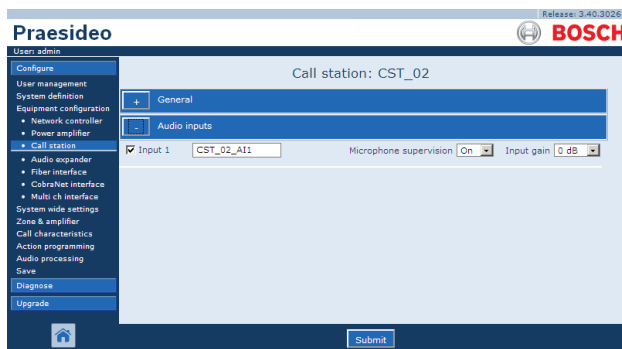 Release: 3.40.3026
Praesideo
BOSCH
User: admin
Configure
User management
System definition
Equipment configuration
• Network controller
• Power amplifier
• Call station
• Audio expander
• Fiber interface
• CobraNet interface
• Multi ch interface
System wide settings
Zone & amplifier
Call characteristics
Action programming
Audio processing
Save
Diagnose
Upgrade
Call station: CST_02
+ General
- Audio inputs
Input 1 CST_02_AI1 Microphone supervision On Input gain 0 dB
Submit